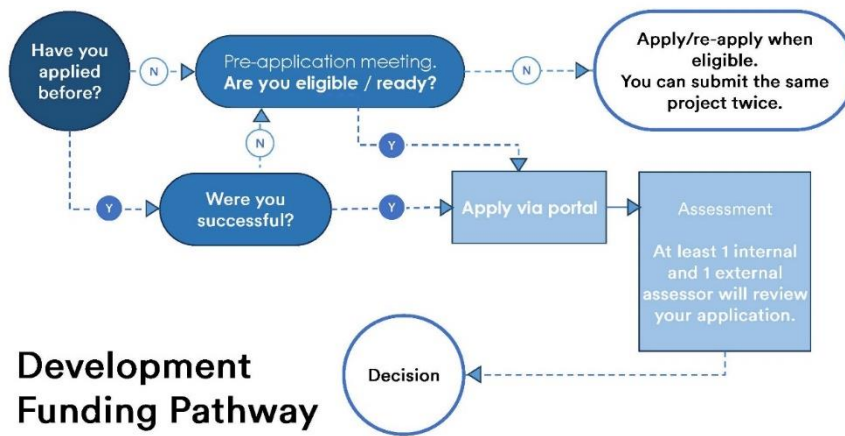 Have you
applied
before?
N
Pre-application meeting.
Are you eligible / ready?
N
Apply/re-apply when
eligible.
You can submit the same
project twice.
N
Y
Y
Were you
successful?
Y
Apply via portal
Assessment
At least 1 internal
and 1 external
assessor will review
your application.
Decision
Development
Funding Pathway